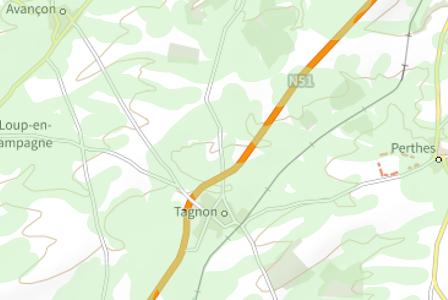 Avançon
N51
Loup-en-
ampagne
Perthes
Tagnon